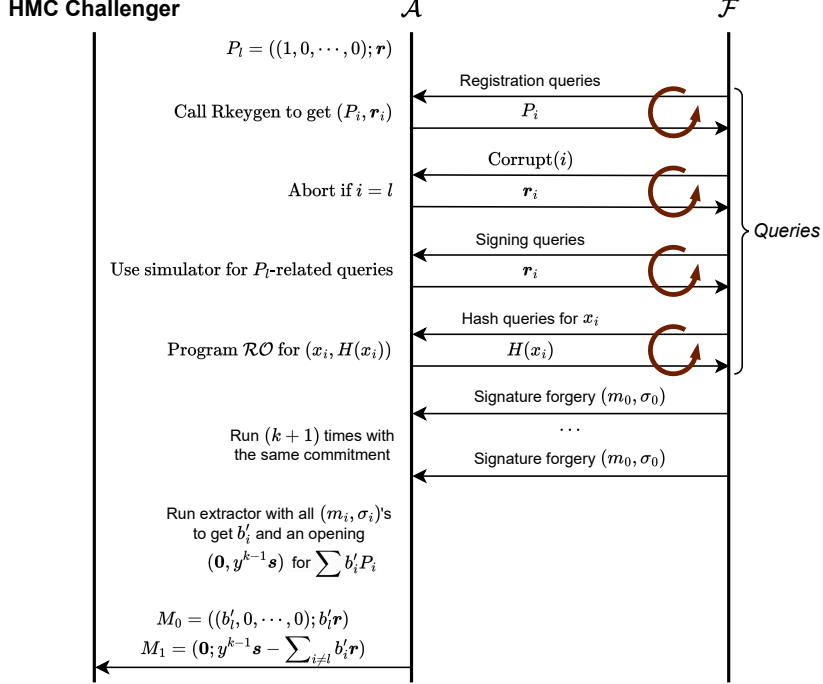 HMC Challenger
𝒜
ℱ
P_l = ((1, 0, ⋯, 0); r)
Registration queries
Call Rkeygen to get (P_i, r_i)
P_i
Corrupt(i)
Abort if i = l
r_i
Signing queries
Queries
Use simulator for P_l-related queries
r_i
Hash queries for x_i
Program ℛ𝒪 for (x_i, H(x_i))
H(x_i)
Signature forgery (m_0, σ_0)
⋯
Run (k + 1) times with
the same commitment
Signature forgery (m_0, σ_0)
Run extractor with all (m_i, σ_i)'s
to get b′_i and an opening
(0, y^{k−1}s) for ∑ b′_i P_i
M_0 = ((b′_l, 0, ⋯, 0); b′_l r)
M_1 = (0; y^{k−1}s − ∑_{i≠l} b′_i r)